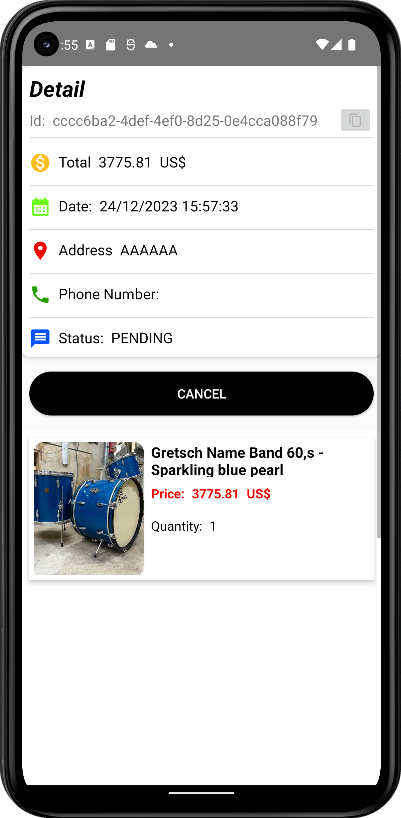 :55
Detail
Id: cccc6ba2-4def-4ef0-8d25-0e4cca088f79
Total 3775.81 US$
Date: 24/12/2023 15:57:33
Address AAAAAA
Phone Number:
Status: PENDING
CANCEL
Gretsch Name Band 60,s -
Sparkling blue pearl
Price: 3775.81 US$
Quantity: 1